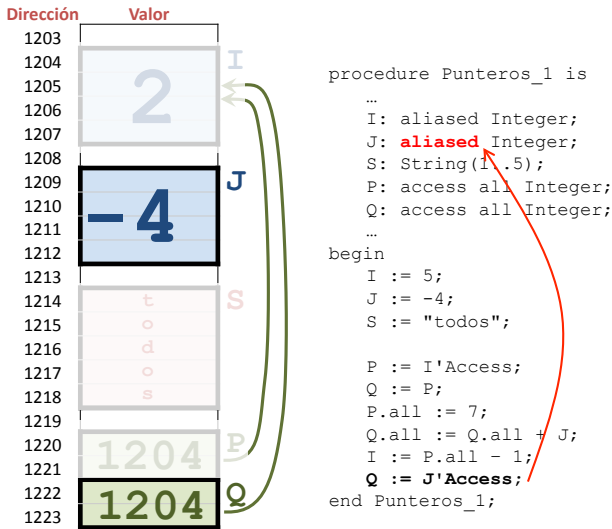 Dirección Valor
1203
1204 I
1205 2
1206
1207
1208
1209 J
1210 -4
1211
1212
1213
1214 t S
1215 o
1216 d
1217 o
1218 s
1219
1220 1204 P
1221
1222 1204 Q
1223
procedure Punteros_1 is
…
I: aliased Integer;
J: aliased Integer;
S: String(1..5);
P: access all Integer;
Q: access all Integer;
…
begin
I := 5;
J := -4;
S := "todos";
P := I'Access;
Q := P;
P.all := 7;
Q.all := Q.all + J;
I := P.all - 1;
Q := J'Access;
end Punteros_1;